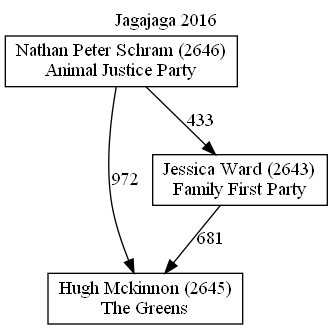 Jagajaga 2016
Nathan Peter Schram (2646)
Animal Justice Party
433
Jessica Ward (2643)
Family First Party
972
681
Hugh Mckinnon (2645)
The Greens